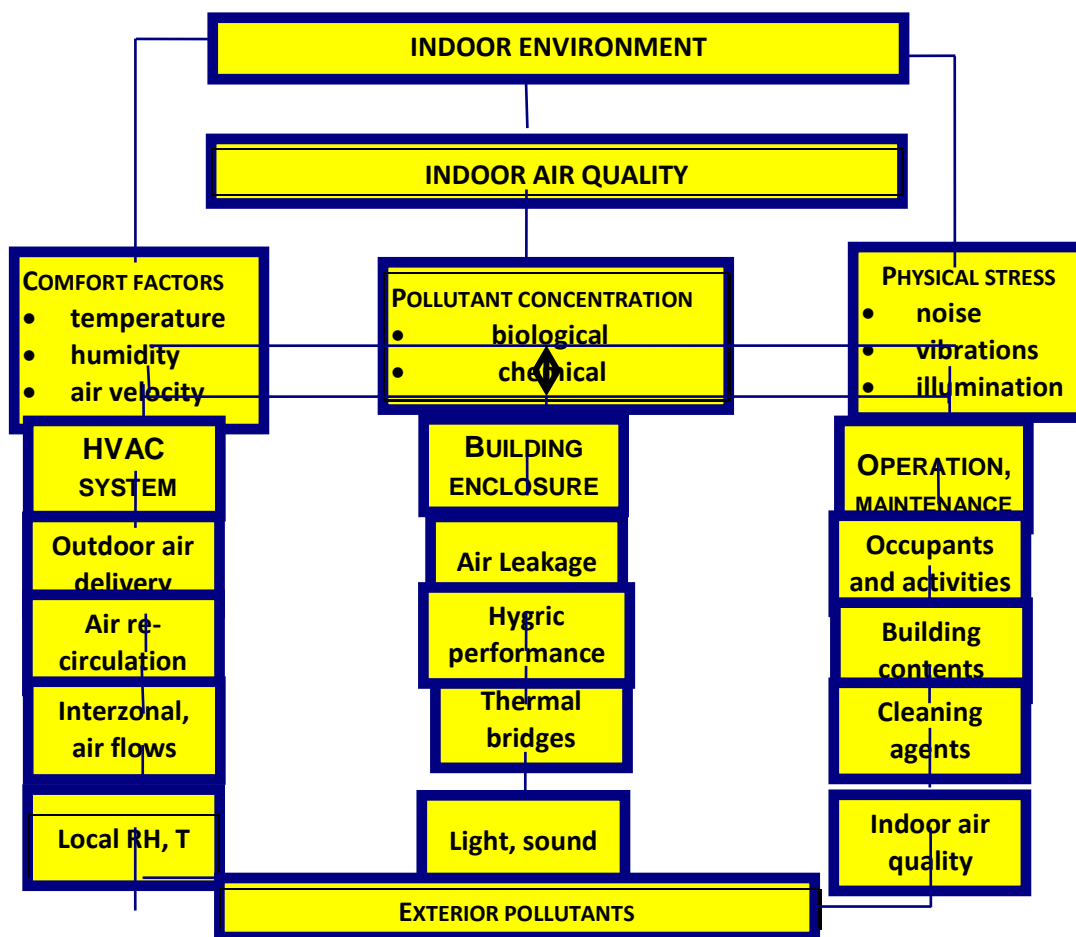 INDOOR ENVIRONMENT
INDOOR AIR QUALITY
COMFORT FACTORS
• temperature
• humidity
• air velocity
POLLUTANT CONCENTRATION
• biological
• chemical
PHYSICAL STRESS
• noise
• vibrations
• illumination
HVAC
SYSTEM
Outdoor air
delivery
Air re-
circulation
Interzonal,
air flows
Local RH, T
BUILDING
ENCLOSURE
Air Leakage
Hygric
performance
Thermal
bridges
Light, sound
OPERATION,
MAINTENANCE
Occupants
and activities
Building
contents
Cleaning
agents
Indoor air
quality
EXTERIOR POLLUTANTS